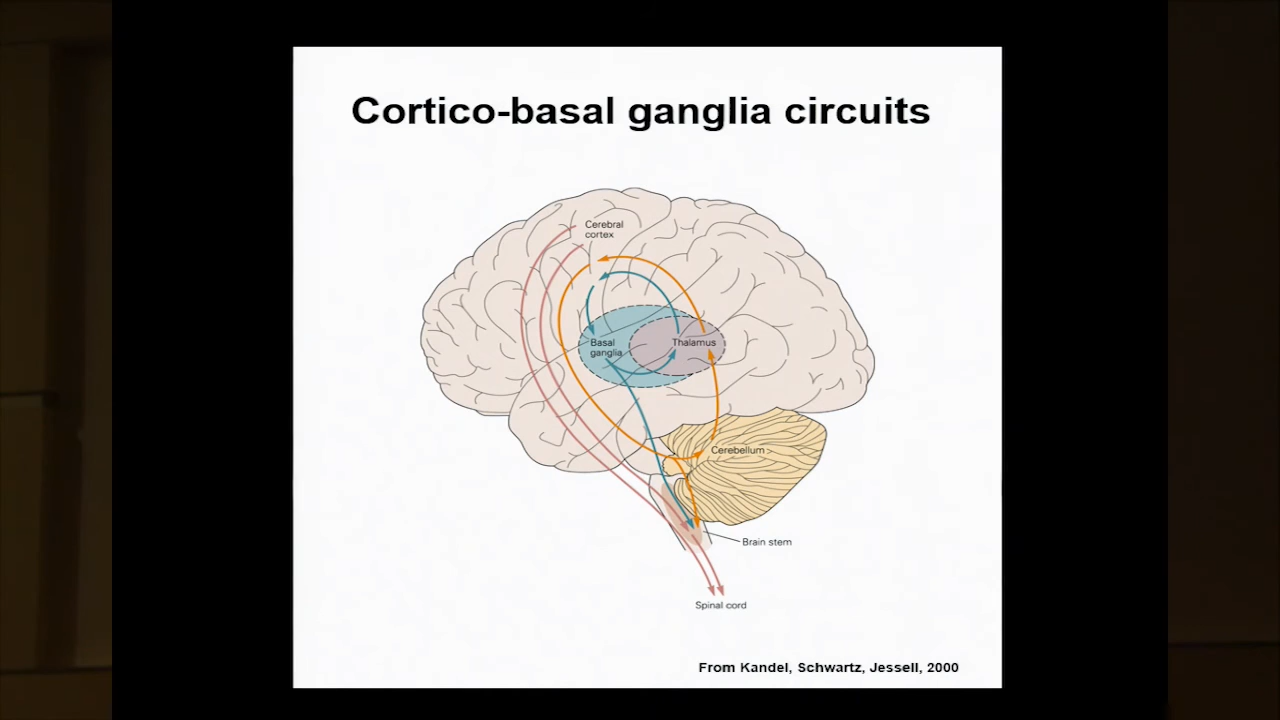 Cortico-basal ganglia circuits
Cerebral
cortex
Basal
ganglia
Thalamus
Cerebellum
Brain stem
Spinal cord
From Kandel, Schwartz, Jessell, 2000